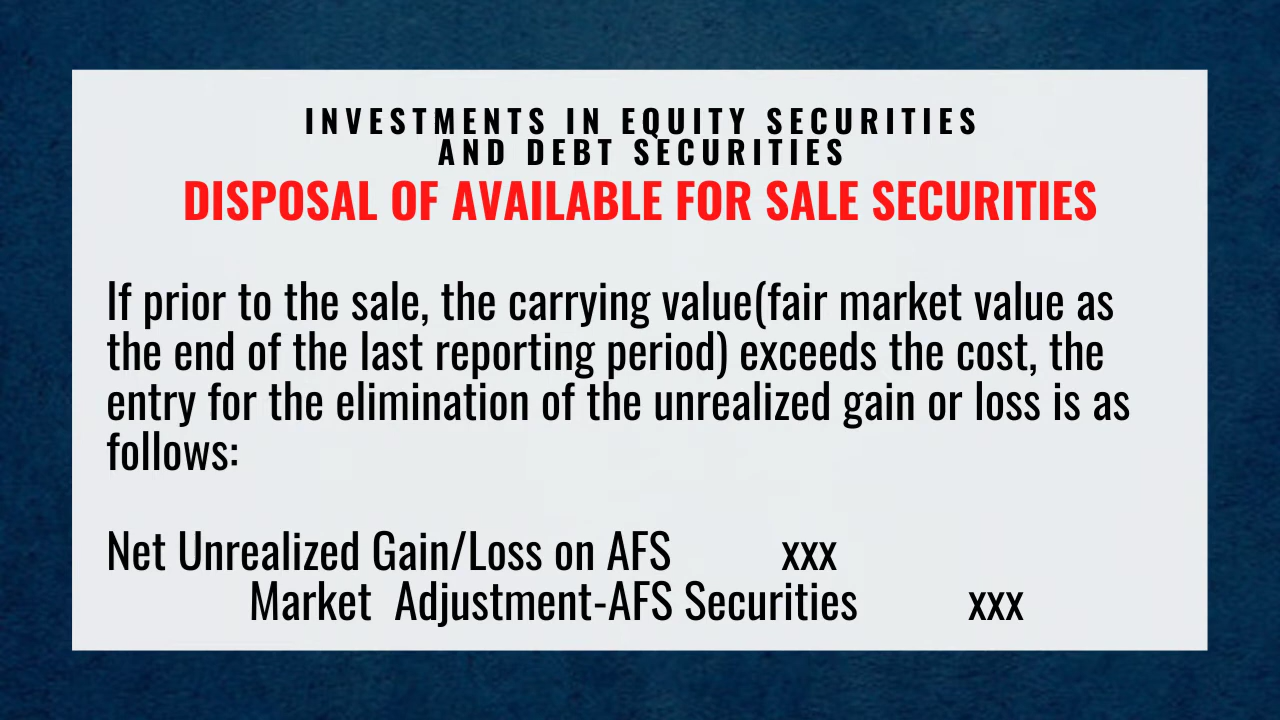 INVESTMENTS IN EQUITY SECURITIES
AND DEBT SECURITIES
DISPOSAL OF AVAILABLE FOR SALE SECURITIES
If prior to the sale, the carrying value(fair market value as
the end of the last reporting period) exceeds the cost, the
entry for the elimination of the unrealized gain or loss is as
follows:
Net Unrealized Gain/Loss on AFS xxx
Market Adjustment-AFS Securities xxx